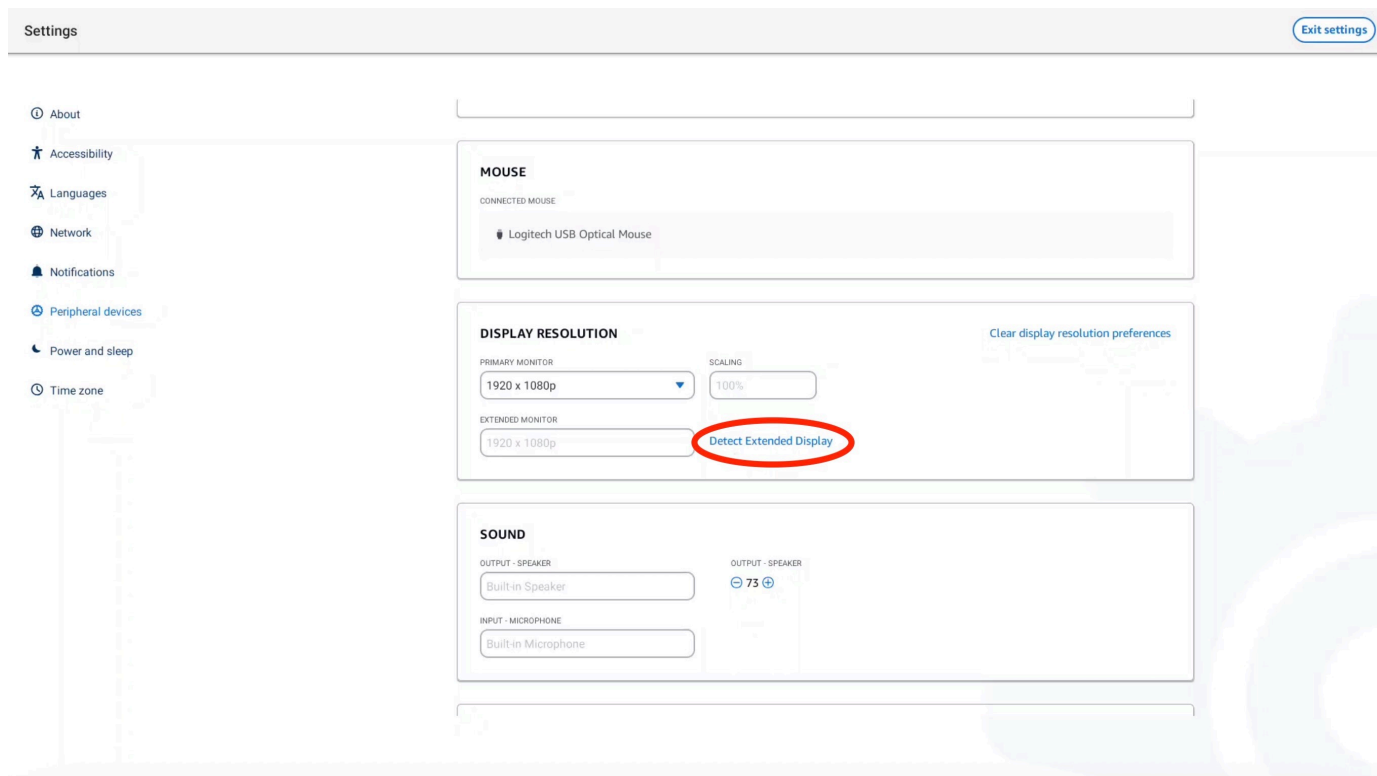 Settings
Exit settings
About
Accessibility
Languages
Network
Notifications
Peripheral devices
Power and sleep
Time zone
MOUSE
CONNECTED MOUSE
Logitech USB Optical Mouse
DISPLAY RESOLUTION
Clear display resolution preferences
PRIMARY MONITOR
SCALING
1920 x 1080p
100%
EXTENDED MONITOR
1920 x 1080p
Detect Extended Display
SOUND
OUTPUT - SPEAKER
OUTPUT - SPEAKER
Built-in Speaker
73
INPUT - MICROPHONE
Built-in Microphone